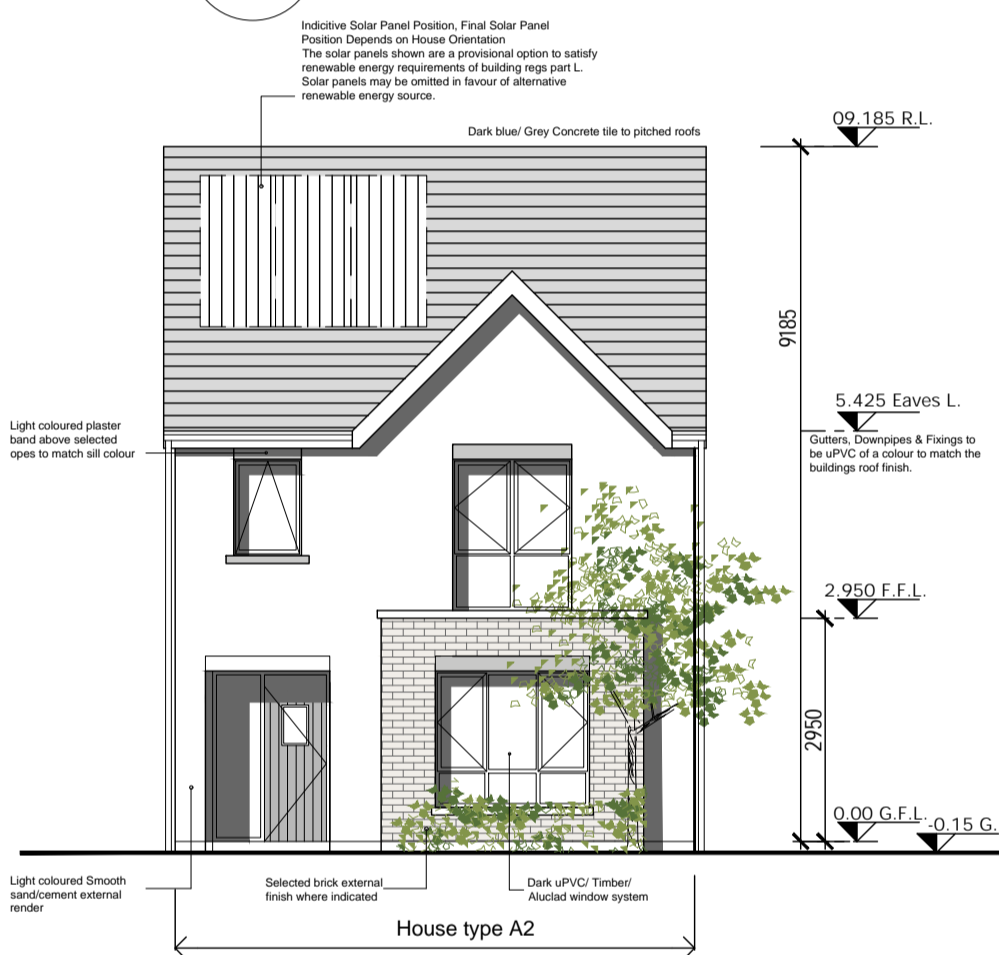 Indicitive Solar Panel Position, Final Solar Panel
Position Depends on House Orientation
The solar panels shown are a provisional option to satisfy
renewable energy requirements of building regs part L.
Solar panels may be omitted in favour of alternative
renewable energy source.
Dark blue/ Grey Concrete tile to pitched roofs
09.185 R.L.
9185
5.425 Eaves L.
Gutters, Downpipes & Fixings to
be uPVC of a colour to match the
buildings roof finish.
Light coloured plaster
band above selected
opes to match sill colour
2.950 F.F.L.
2950
0.00 G.F.L.
-0.15 G.
Light coloured Smooth
sand/cement external
render
Selected brick external
finish where indicated
Dark uPVC/ Timber/
Aluclad window system
House type A2